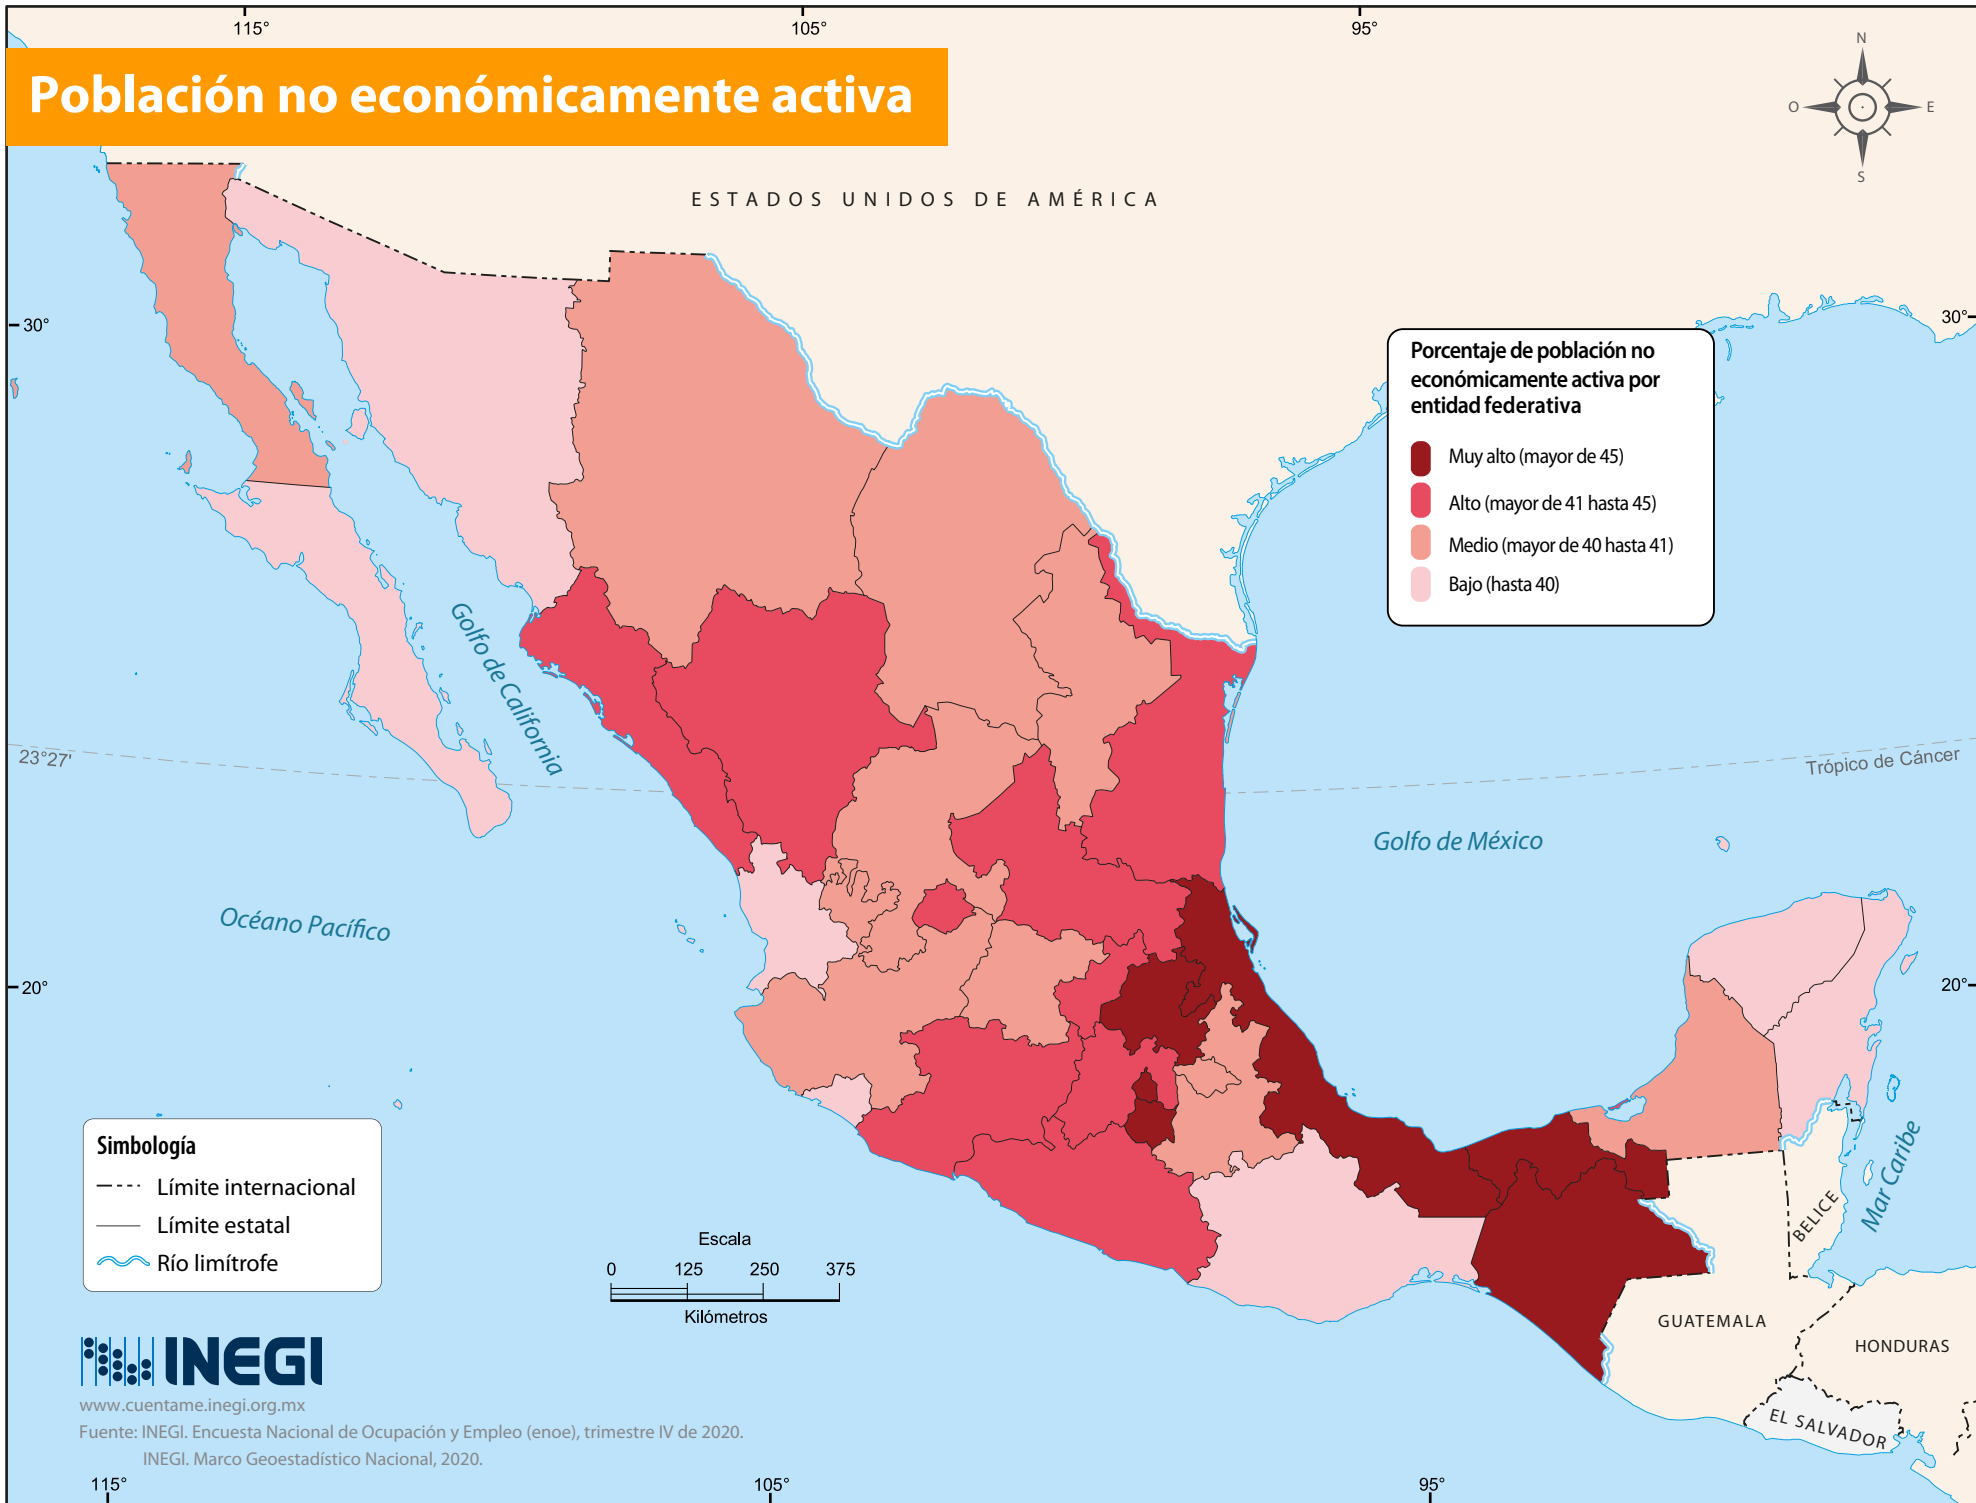 115°
105°
95°
Población no económicamente activa
N
O
E
S
ESTADOS UNIDOS DE AMÉRICA
30°
30°
Porcentaje de población no
económicamente activa por
entidad federativa
Muy alto (mayor de 45)
Alto (mayor de 41 hasta 45)
Medio (mayor de 40 hasta 41)
Bajo (hasta 40)
Golfo de California
23°27'
Trópico de Cáncer
Golfo de México
Océano Pacífico
20°
20°
Mar Caribe
BELICE
Simbología
Límite internacional
Límite estatal
Río limítrofe
Escala
0 125 250 375
Kilómetros
GUATEMALA
HONDURAS
EL SALVADOR
INEGI
www.cuentame.inegi.org.mx
Fuente: INEGI. Encuesta Nacional de Ocupación y Empleo (enoe), trimestre IV de 2020.
INEGI. Marco Geoestadístico Nacional, 2020.
115°
105°
95°